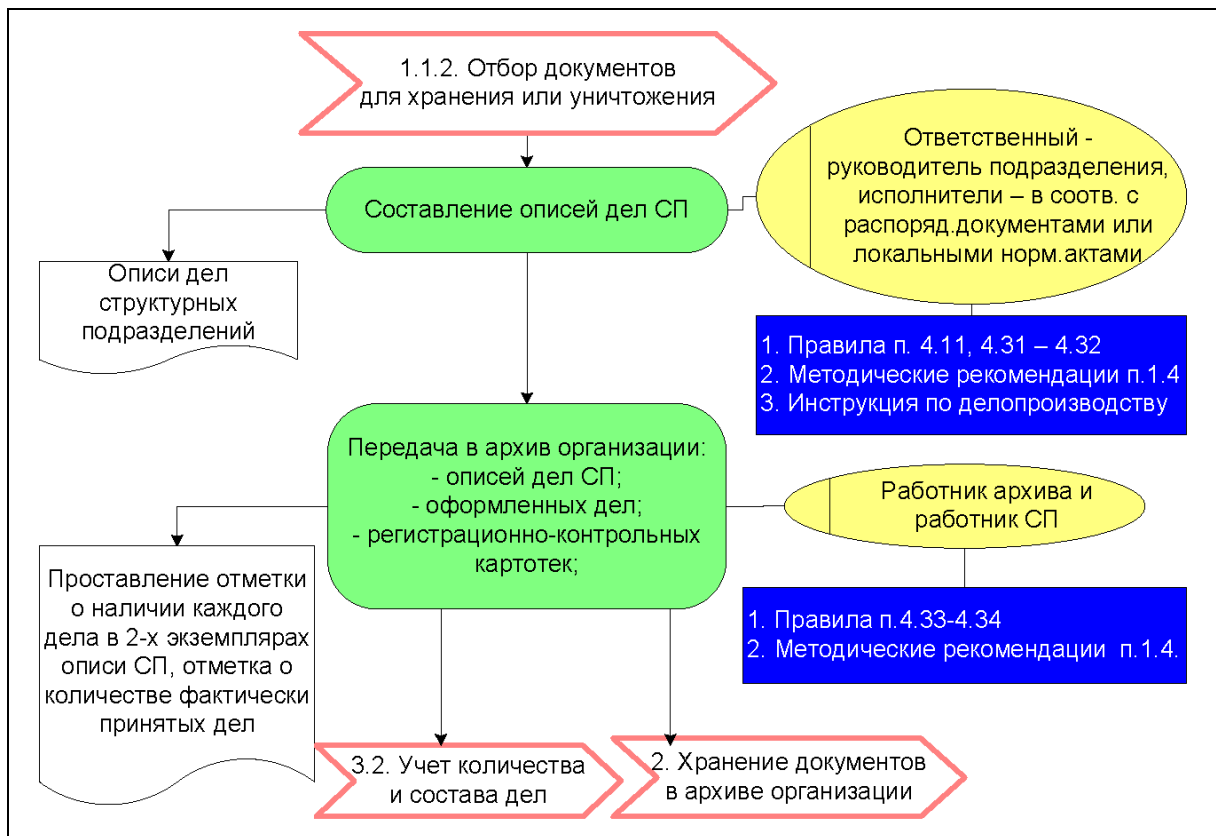 1.1.2. Отбор документов
для хранения или уничтожения
Ответственный -
руководитель подразделения,
исполнители – в соотв. с
распоряд.документами или
локальными норм.актами
Составление описей дел СП
Описи дел
структурных
подразделений
1. Правила п. 4.11, 4.31 – 4.32
2. Методические рекомендации п.1.4
3. Инструкция по делопроизводству
Передача в архив организации:
- описей дел СП;
- оформленных дел;
- регистрационно-контрольных
картотек;
Работник архива и
работник СП
Проставление отметки
о наличии каждого
дела в 2-х экземплярах
описи СП, отметка о
количестве фактически
принятых дел
1. Правила п.4.33-4.34
2. Методические рекомендации п.1.4.
3.2. Учет количества
и состава дел
2. Хранение документов
в архиве организации